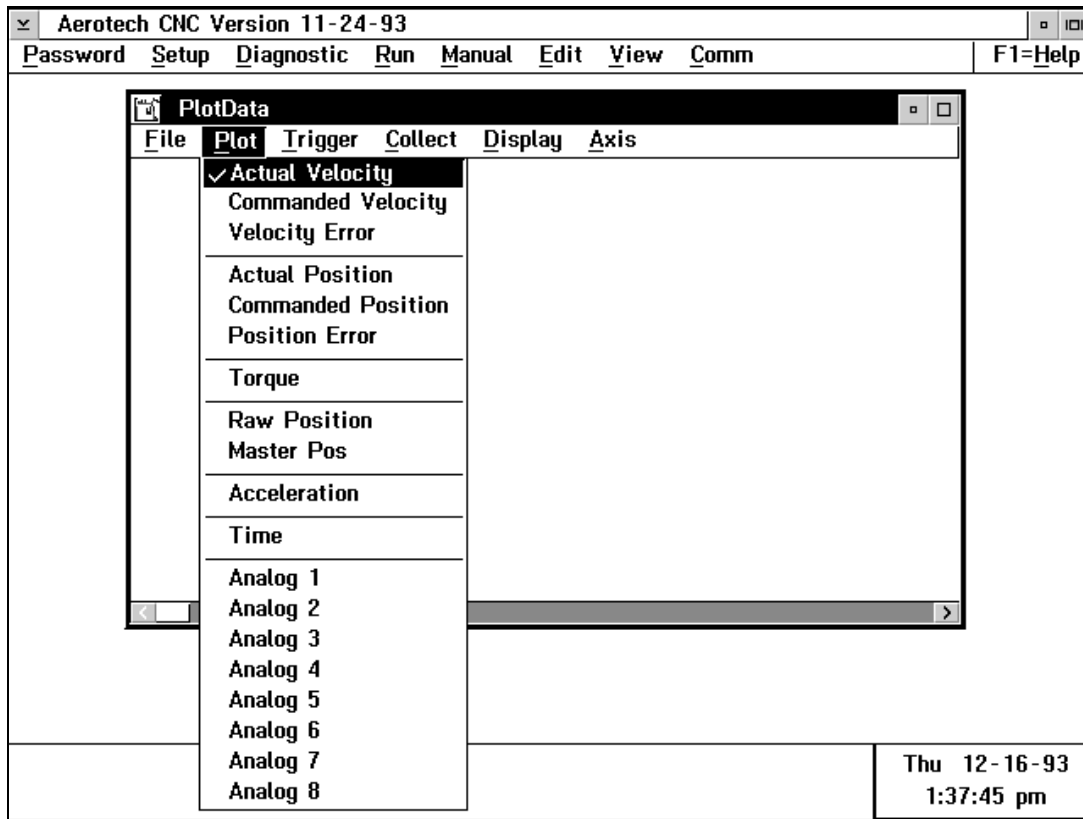 Aerotech CNC Version 11-24-93
Password Setup Diagnostic Run Manual Edit View Comm F1=Help
PlotData
File Plot Trigger Collect Display Axis
Actual Velocity
Commanded Velocity
Velocity Error
Actual Position
Commanded Position
Position Error
Torque
Raw Position
Master Pos
Acceleration
Time
Analog 1
Analog 2
Analog 3
Analog 4
Analog 5
Analog 6
Analog 7
Analog 8
Thu 12-16-93
1:37:45 pm